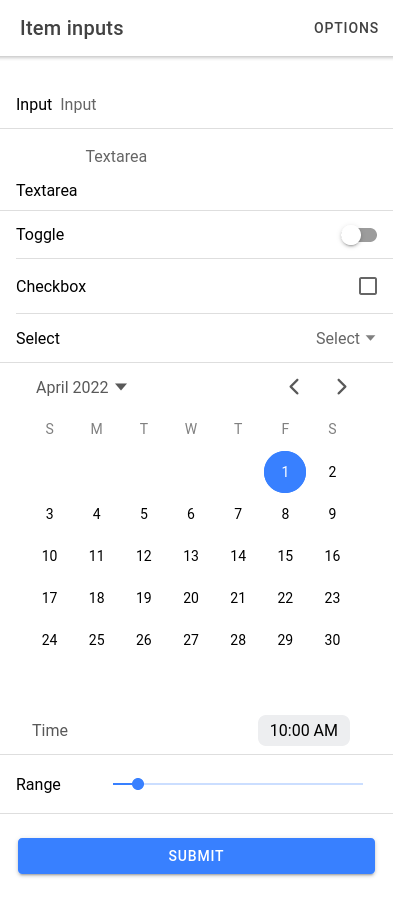 Item inputs OPTIONS
Input Input
Textarea
Textarea
Toggle
Checkbox
Select Select
April 2022
S M T W T F S
1 2
3 4 5 6 7 8 9
10 11 12 13 14 15 16
17 18 19 20 21 22 23
24 25 26 27 28 29 30
Time 10:00 AM
Range
SUBMIT